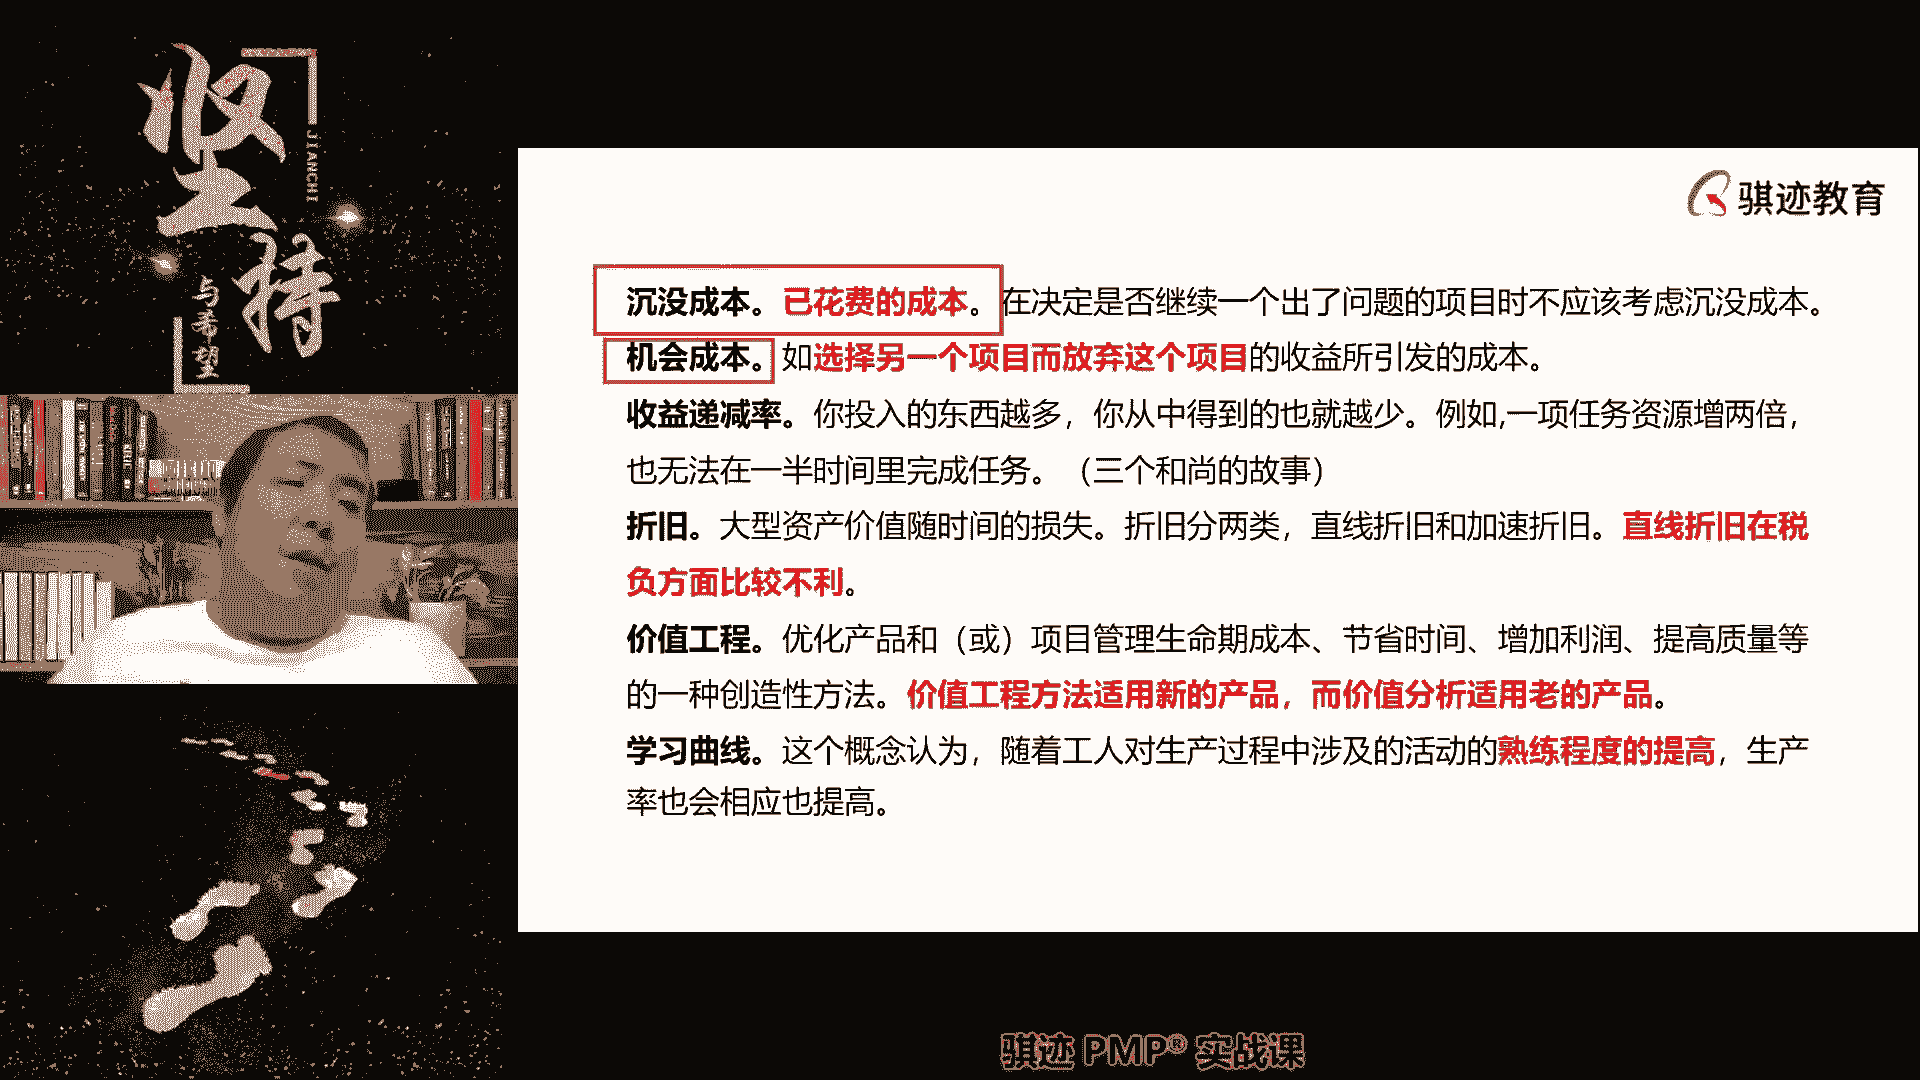 坚持
JIANCHI
与希望
骐迹教育
沉没成本。已花费的成本。在决定是否继续一个出了问题的项目时不应该考虑沉没成本。
机会成本。如选择另一个项目而放弃这个项目的收益所引发的成本。
收益递减率。你投入的东西越多，你从中得到的也就越少。例如,一项任务资源增两倍，
也无法在一半时间里完成任务。（三个和尚的故事）
折旧。大型资产价值随时间的损失。折旧分两类，直线折旧和加速折旧。直线折旧在税
负方面比较不利。
价值工程。优化产品和（或）项目管理生命期成本、节省时间、增加利润、提高质量等
的一种创造性方法。价值工程方法适用新的产品，而价值分析适用老的产品。
学习曲线。这个概念认为，随着工人对生产过程中涉及的活动的熟练程度的提高，生产
率也会相应也提高。
骐迹 PMP® 实战课